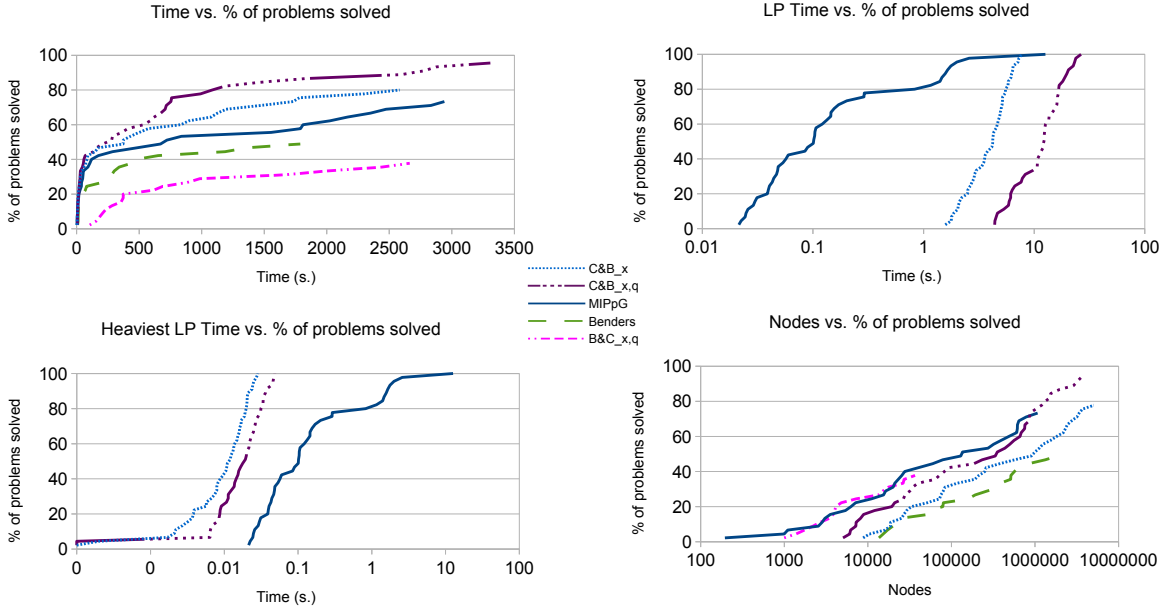 Time vs. % of problems solved
% of problems solved
100
80
60
40
20
0
0 500 1000 1500 2000 2500 3000 3500
Time (s.)
LP Time vs. % of problems solved
% of problems solved
100
80
60
40
20
0
0.01 0.1 1 10 100
Time (s.)
C&B_x
C&B_x,q
MIPpG
Benders
B&C_x,q
Heaviest LP Time vs. % of problems solved
% of problems solved
100
80
60
40
20
0
0 0 0.01 0.1 1 10 100
Time (s.)
Nodes vs. % of problems solved
% of problems solved
100
80
60
40
20
0
100 1000 10000 100000 1000000 10000000
Nodes